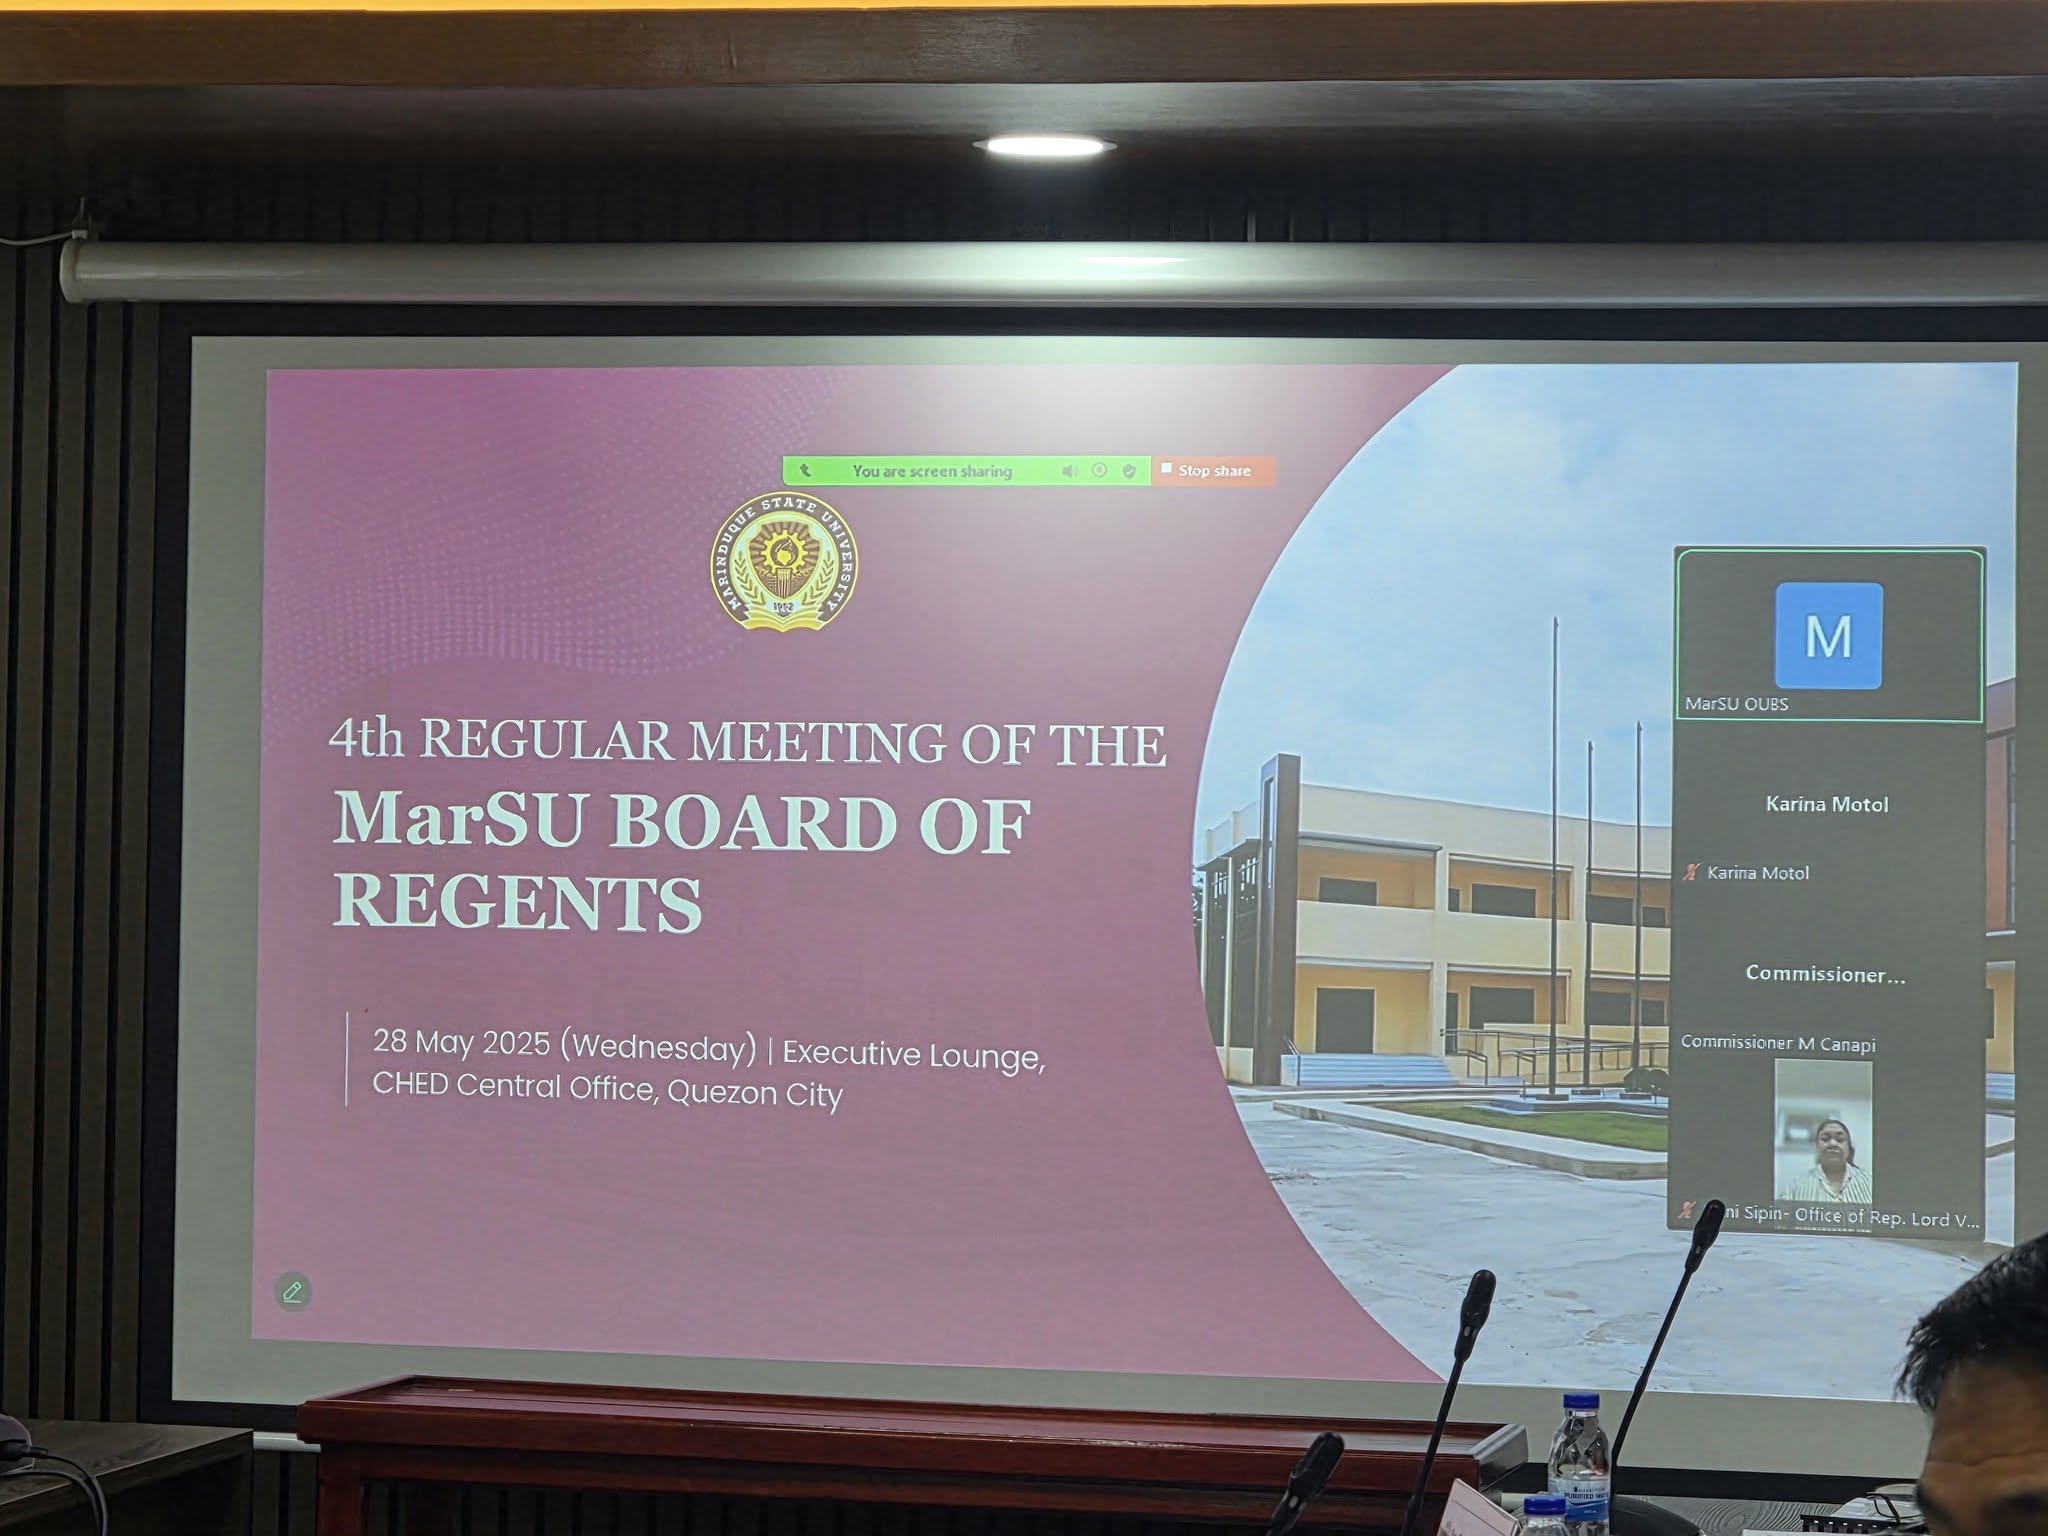 You are screen sharing
Stop share
MARINDUQUE STATE UNIVERSITY
1952
4th REGULAR MEETING OF THE
MarSU BOARD OF
REGENTS
28 May 2025 (Wednesday) | Executive Lounge,
CHED Central Office, Quezon City
M
MarSU OUBS
Karina Motol
Karina Motol
Commissioner...
Commissioner M Canapi
Sipin- Office of Rep. Lord V...
PURIFIED